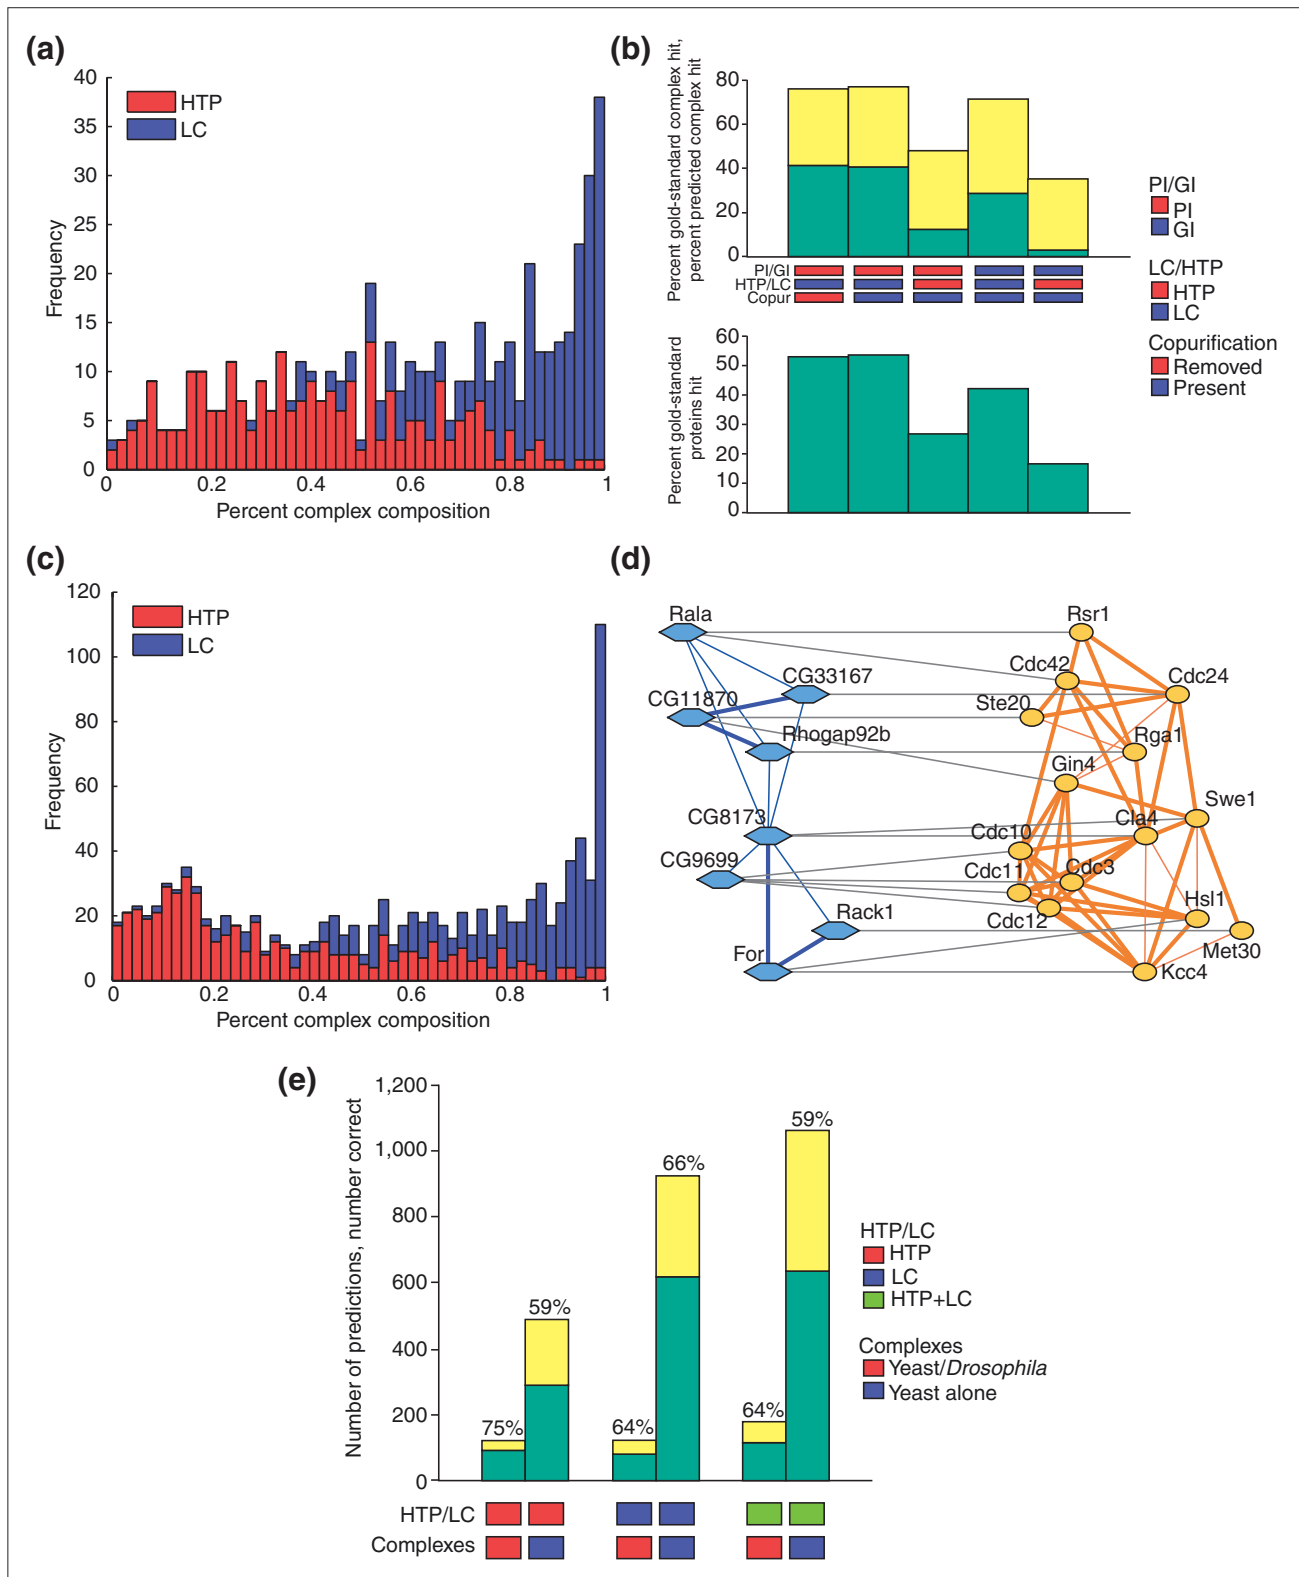 (a)
40
35
30
25
20
15
10
5
0
Frequency
HTP
LC
0 0.2 0.4 0.6 0.8 1
Percent complex composition
(b)
Percent gold-standard complex hit,
percent predicted complex hit
80
60
40
20
0
PI/GI
HTP/LC
Copur
PI/GI
PI
GI
LC/HTP
HTP
LC
Copurification
Removed
Present
Percent gold-standard
proteins hit
60
50
40
30
20
10
0
(c)
120
100
80
60
40
20
0
Frequency
HTP
LC
0 0.2 0.4 0.6 0.8 1
Percent complex composition
(d)
Rala
Rsr1
CG33167
Cdc42
Cdc24
CG11870
Ste20
Rhogap92b
Rga1
Gin4
CG8173
Swe1
Cdc10
Cla4
CG9699
Cdc11
Cdc3
Rack1
Cdc12
Hsl1
For
Met30
Kcc4
(e)
Number of predictions, number correct
1,200
1,000
800
600
400
200
0
75%
59%
64%
66%
64%
59%
HTP/LC
HTP
LC
HTP+LC
Complexes
Yeast/Drosophila
Yeast alone
HTP/LC
Complexes